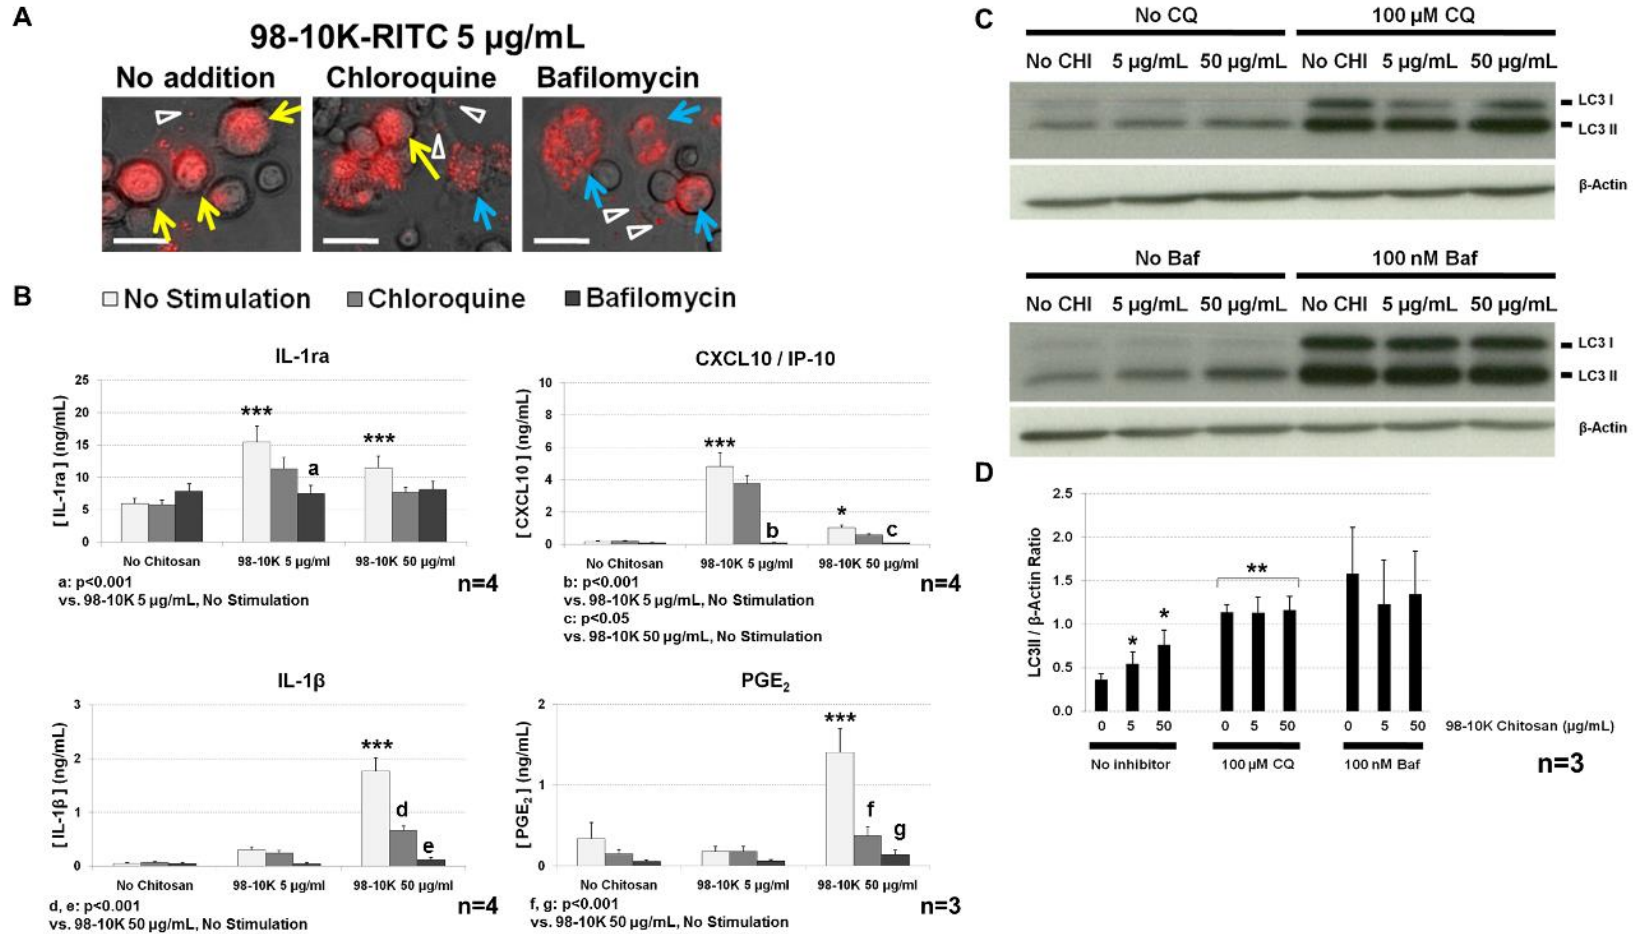 A
98-10K-RITC 5 µg/mL
No addition
Chloroquine
Bafilomycin
B
No Stimulation
Chloroquine
Bafilomycin
IL-1ra
[ IL-1ra ] (ng/mL)
25
20
15
10
5
0
***
a
***
No Chitosan
98-10K 5 µg/ml
98-10K 50 µg/ml
a: p<0.001
vs. 98-10K 5 µg/mL, No Stimulation
n=4
CXCL10 / IP-10
[ CXCL10 ] (ng/mL)
10
8
6
4
2
0
***
b
*
c
No Chitosan
98-10K 5 µg/ml
98-10K 50 µg/ml
b: p<0.001
vs. 98-10K 5 µg/mL, No Stimulation
c: p<0.05
vs. 98-10K 50 µg/mL, No Stimulation
n=4
IL-1β
[ IL-1β ] (ng/mL)
3
2
1
0
***
d
e
No Chitosan
98-10K 5 µg/ml
98-10K 50 µg/ml
d, e: p<0.001
vs. 98-10K 50 µg/mL, No Stimulation
n=4
PGE2
[ PGE2 ] (ng/mL)
2
1
0
***
f
g
No Chitosan
98-10K 5 µg/ml
98-10K 50 µg/ml
f, g: p<0.001
vs. 98-10K 50 µg/mL, No Stimulation
n=3
C
No CQ
100 µM CQ
No CHI 5 µg/mL 50 µg/mL No CHI 5 µg/mL 50 µg/mL
LC3 I
LC3 II
β-Actin
No Baf
100 nM Baf
No CHI 5 µg/mL 50 µg/mL No CHI 5 µg/mL 50 µg/mL
LC3 I
LC3 II
β-Actin
D
LC3II / β-Actin Ratio
2.5
2.0
1.5
1.0
0.5
0.0
*
*
**
0 5 50 0 5 50 0 5 50
98-10K Chitosan (µg/mL)
No inhibitor
100 µM CQ
100 nM Baf
n=3